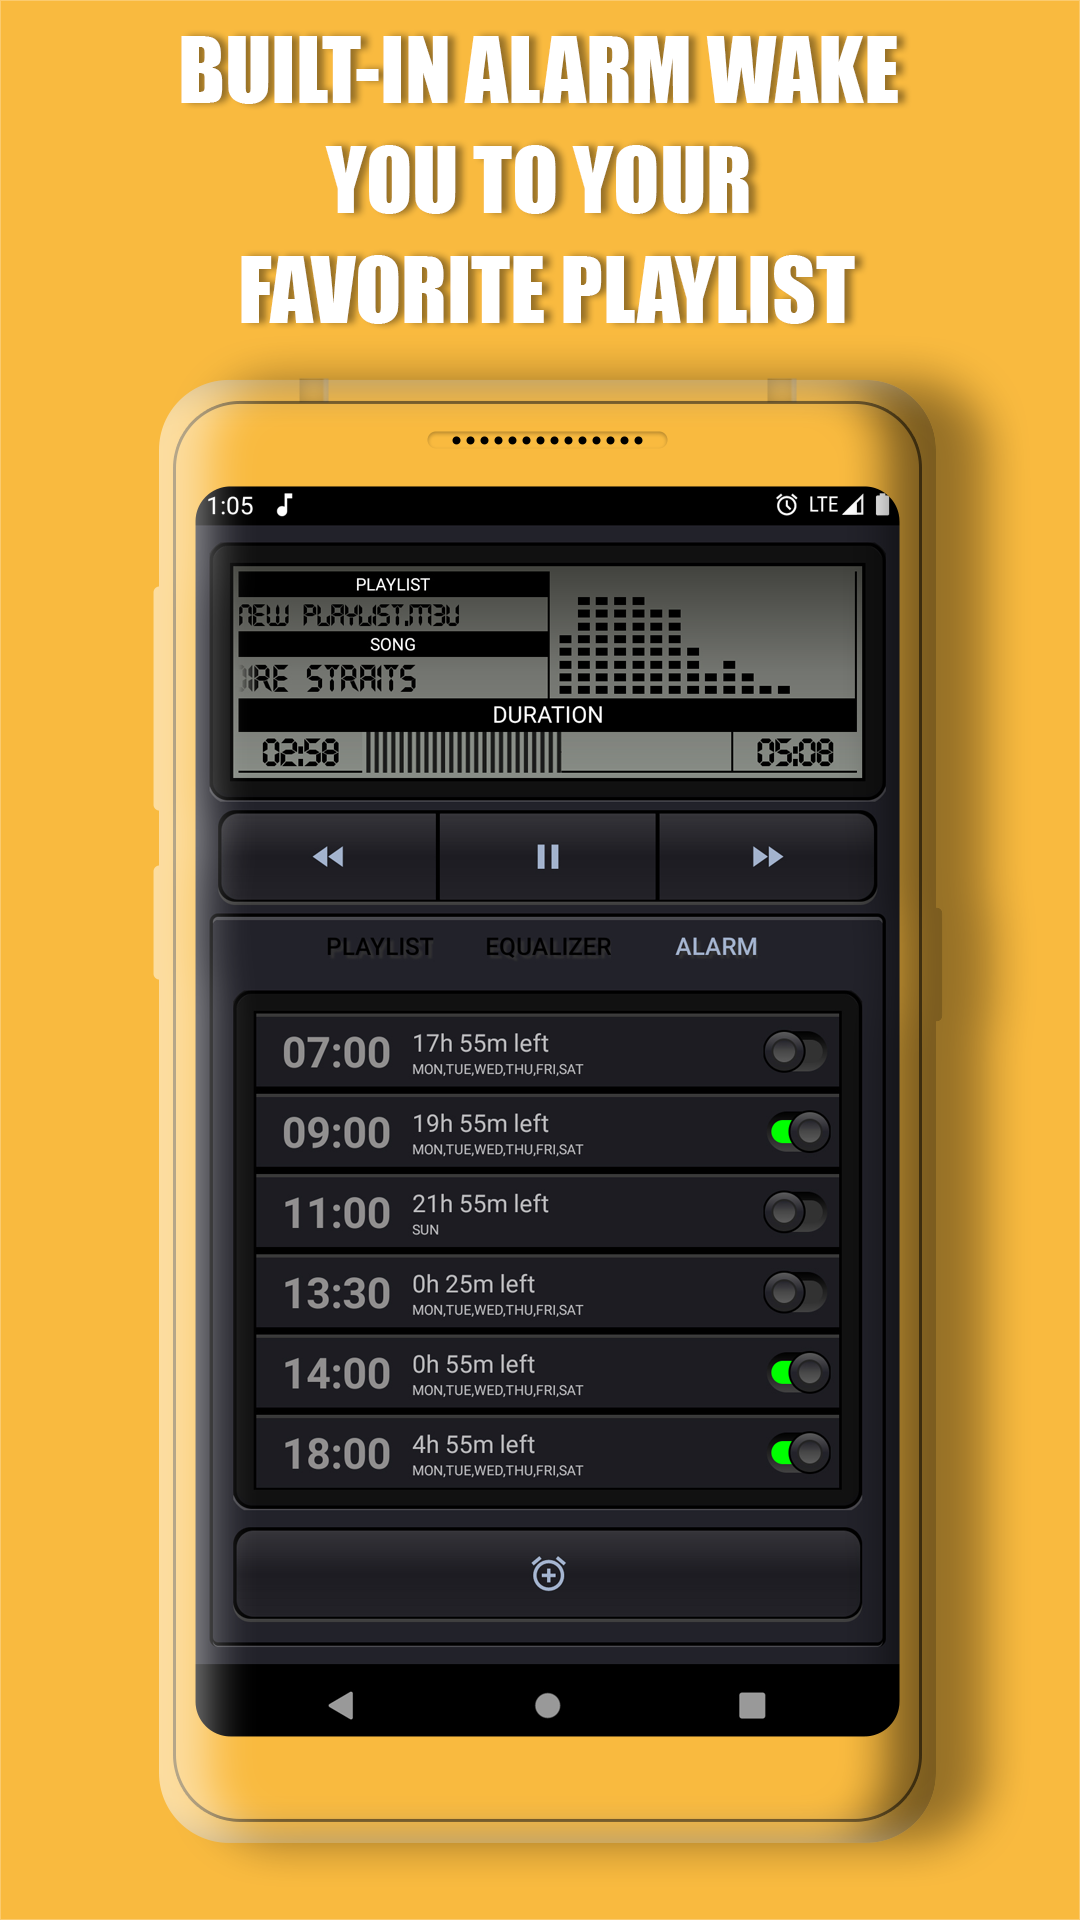 BUILT-IN ALARM WAKE
YOU TO YOUR
FAVORITE PLAYLIST
1:05
LTE
PLAYLIST
NEW PLAYLIST.M3U
SONG
IRE STRAITS
DURATION
02:58
05:08
PLAYLIST
EQUALIZER
ALARM
07:00
17h 55m left
MON,TUE,WED,THU,FRI,SAT
09:00
19h 55m left
MON,TUE,WED,THU,FRI,SAT
11:00
21h 55m left
SUN
13:30
0h 25m left
MON,TUE,WED,THU,FRI,SAT
14:00
0h 55m left
MON,TUE,WED,THU,FRI,SAT
18:00
4h 55m left
MON,TUE,WED,THU,FRI,SAT